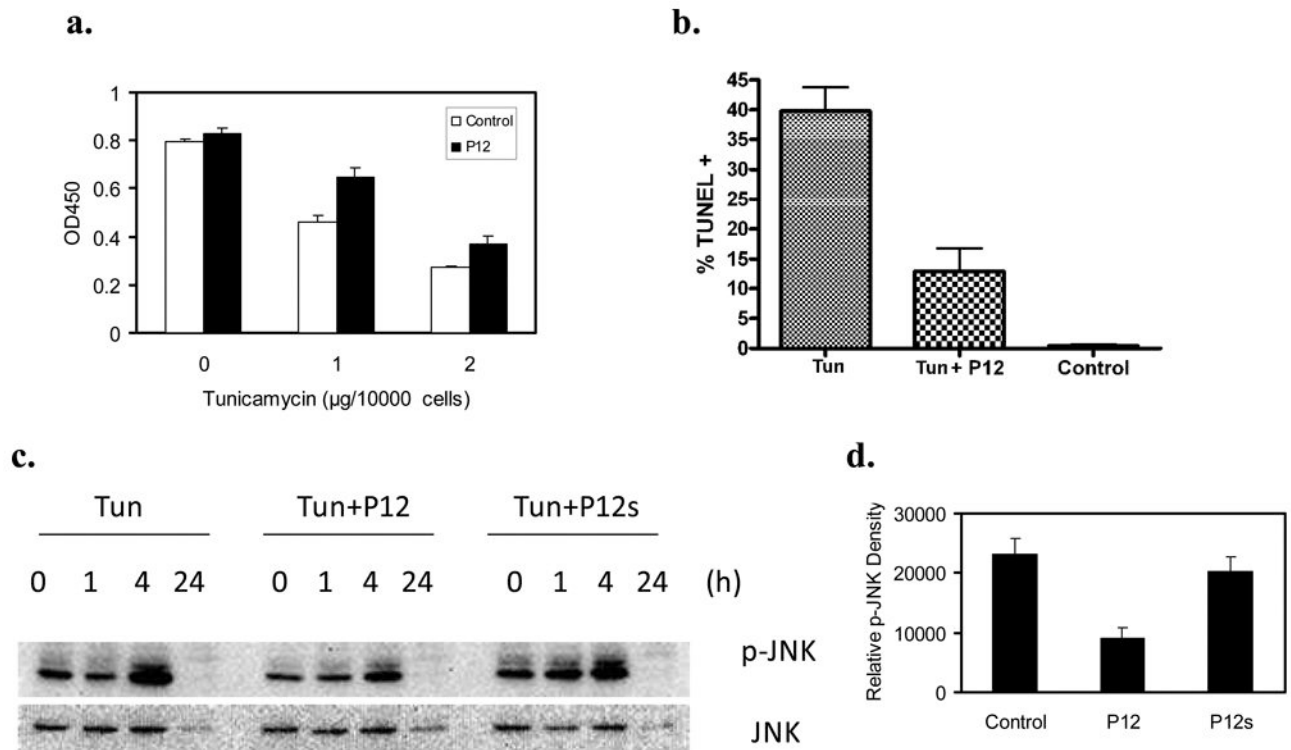 a.
1
0.8
0.6
0.4
0.2
0
OD450
Control
P12
0 1 2
Tunicamycin (µg/10000 cells)
b.
45
40
35
30
25
20
15
10
5
0
% TUNEL +
Tun Tun + P12 Control
c.
Tun Tun+P12 Tun+P12s
0 1 4 24 0 1 4 24 0 1 4 24 (h)
p-JNK
JNK
d.
Relative p-JNK Density
30000
20000
10000
0
Control P12 P12s